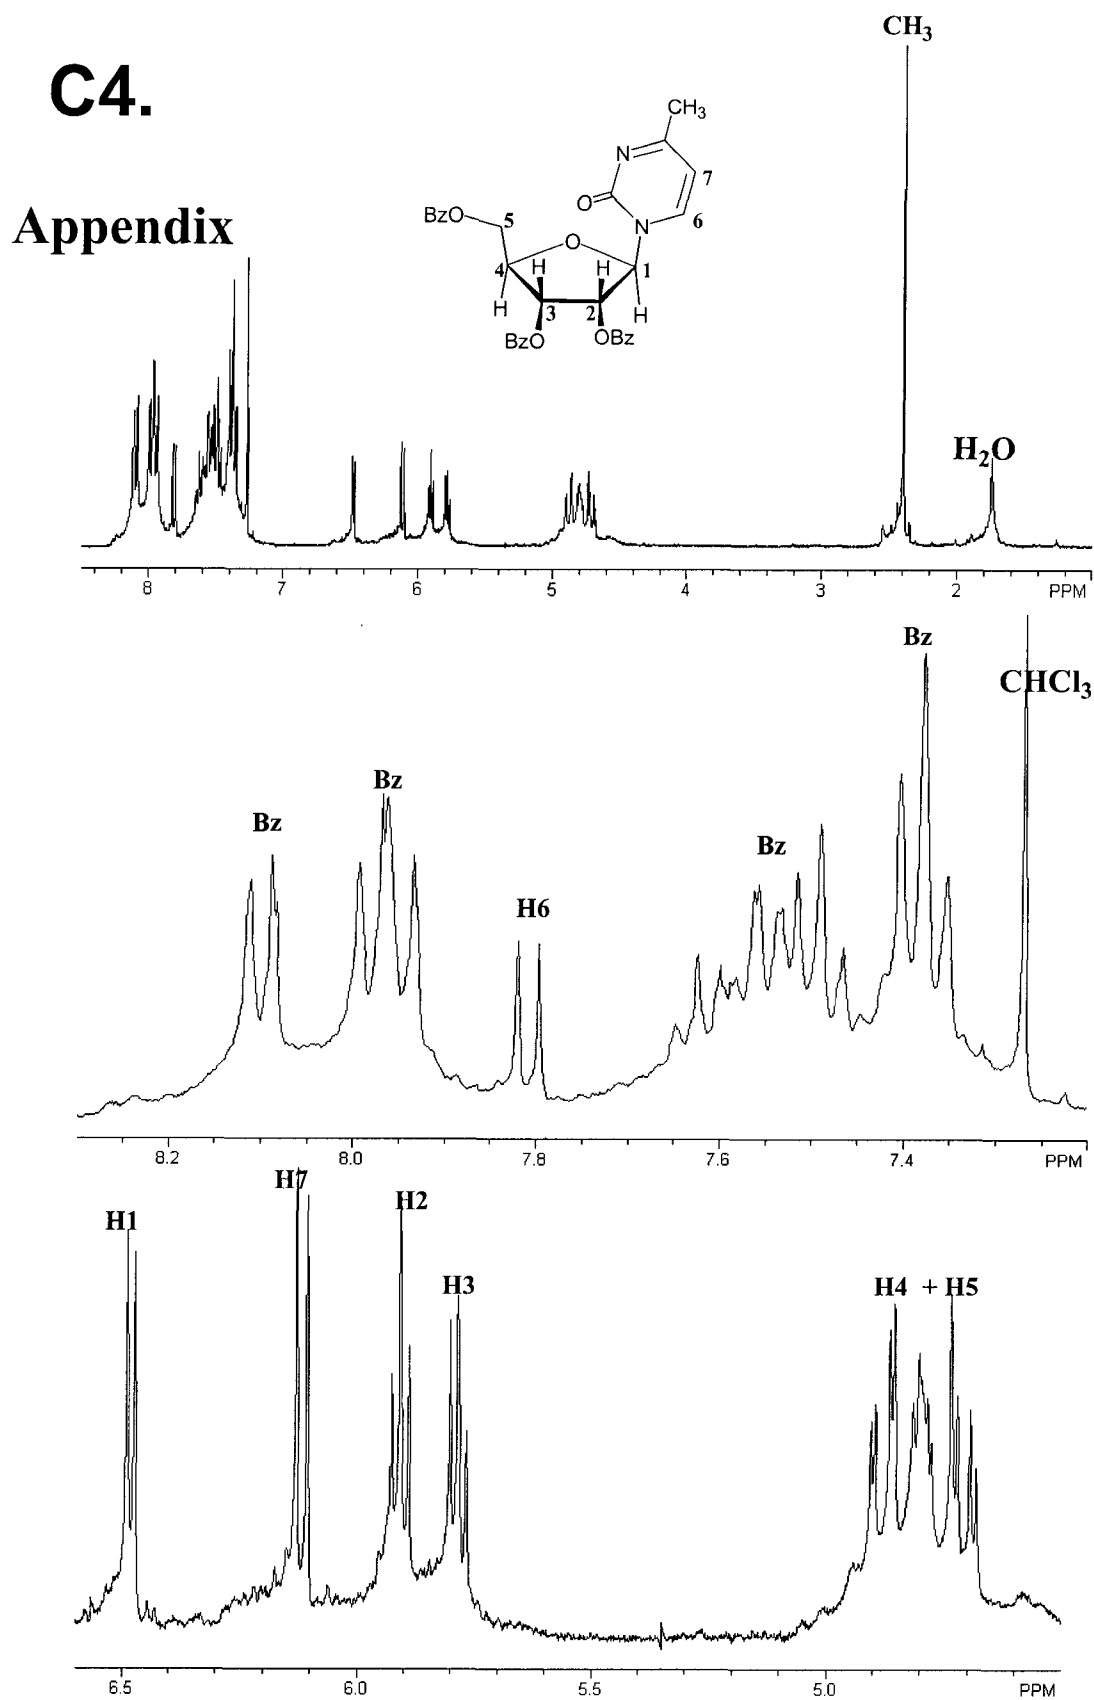 CH3
C4.
Appendix
CH3
N
7
O
N
6
BzO
5
O
4
H
H
1
H
3
2
H
BzO
OBz
H2O
8
7
6
5
4
3
2
PPM
Bz
CHCl3
Bz
Bz
Bz
H6
8.2
8.0
7.8
7.6
7.4
PPM
H7
H2
H1
H3
H4 + H5
6.5
6.0
5.5
5.0
PPM